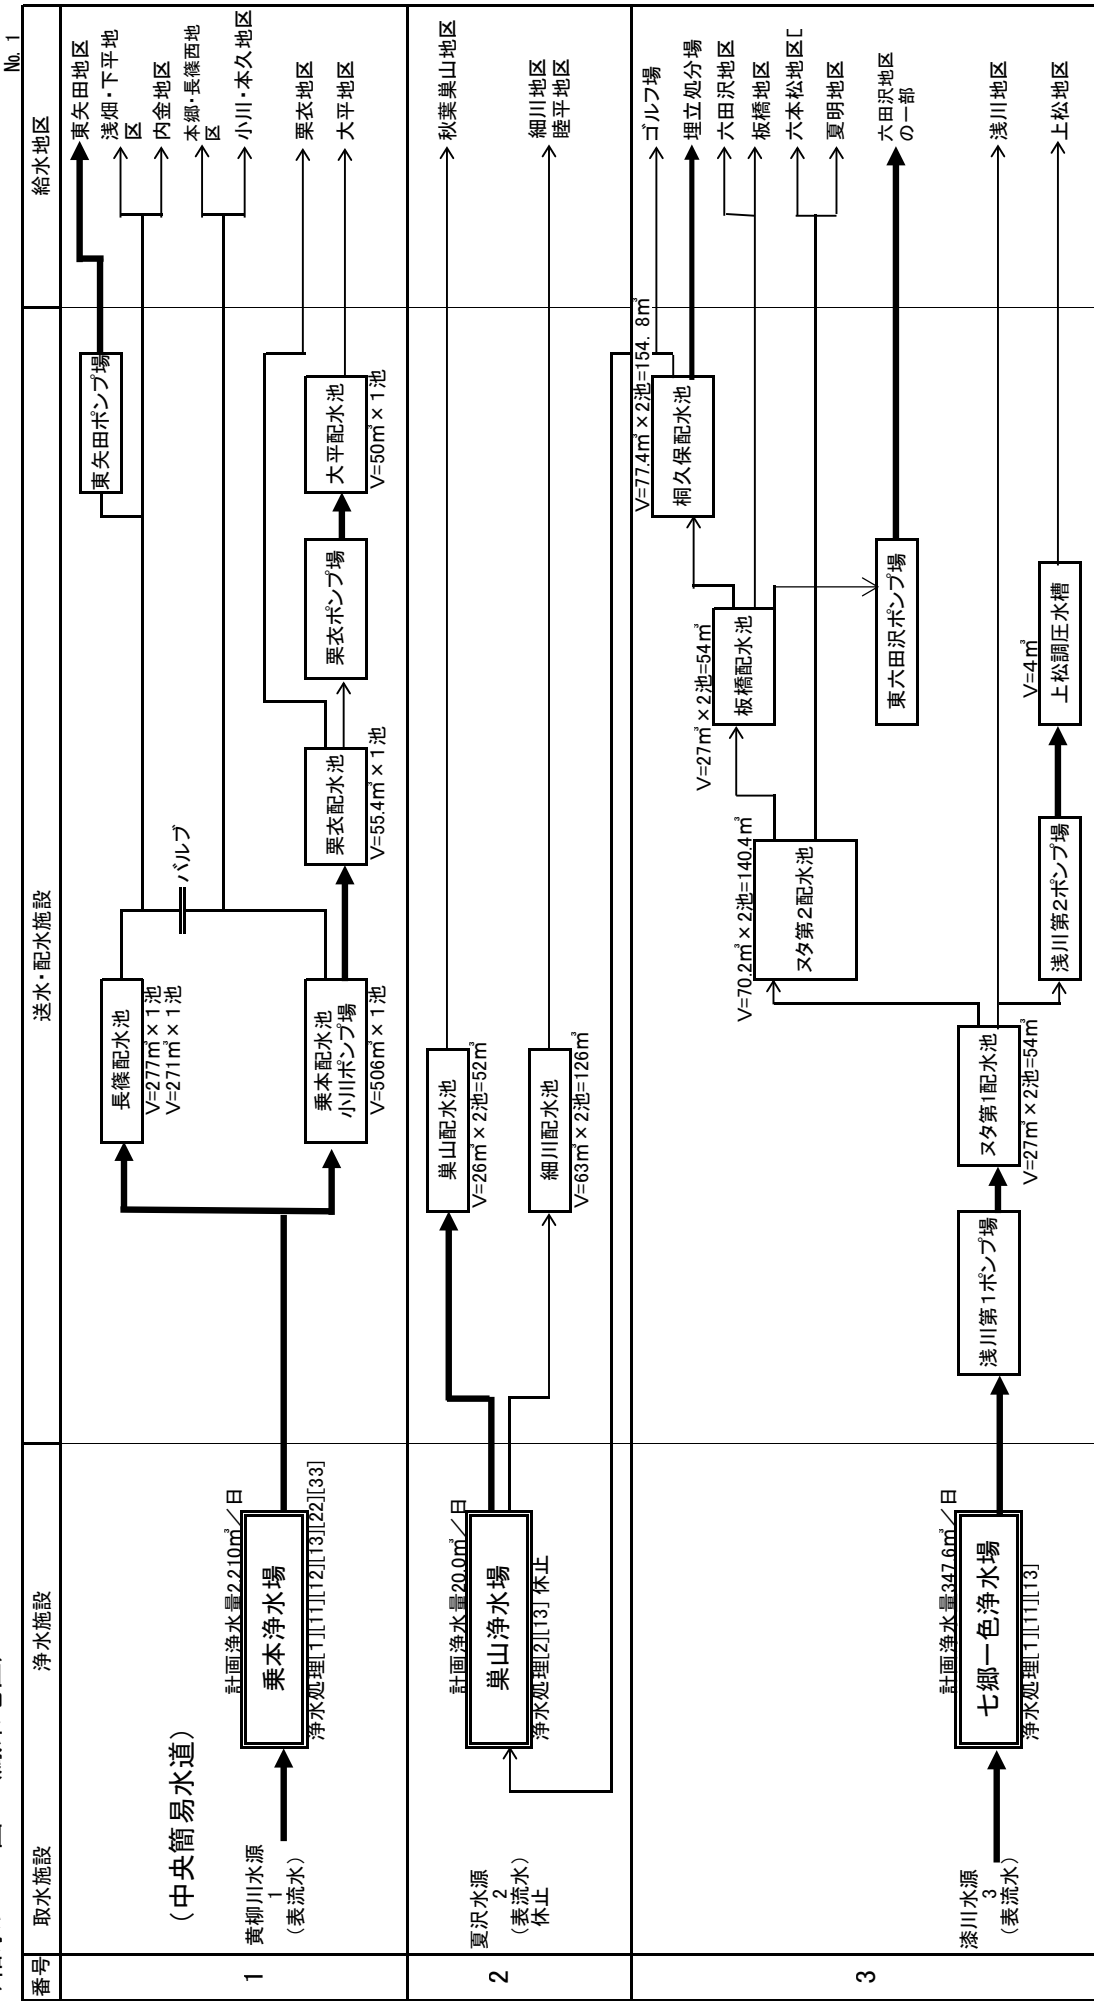 No. 1
番号
取水施設
浄水施設
送水・配水施設
給水地区
1
（中央簡易水道）
黄柳川水源
1
（表流水）
計画浄水量2,210㎥／日
乗本浄水場
浄水処理[1][11][12][13][22][33]
長篠配水池
V=277㎥×1池
V=271㎥×1池
バルブ
乗本配水池
小川ポンプ場
V=506㎥×1池
栗衣配水池
V=55.4㎥×1池
栗衣ポンプ場
大平配水池
V=50㎥×1池
東矢田ポンプ場
東矢田地区
浅畑・下平地
区
内金地区
本郷・長篠西地
区
小川・本久地区
栗衣地区
大平地区
2
夏沢水源
2
（表流水）
休止
計画浄水量20.0㎥／日
巣山浄水場
浄水処理[2][13] 休止
巣山配水池
V=26㎥×2池=52㎥
細川配水池
V=63㎥×2池=126㎥
秋葉巣山地区
細川地区
睦平地区
3
漆川水源
3
（表流水）
計画浄水量347.6㎥／日
七郷一色浄水場
浄水処理[1][11][13]
浅川第1ポンプ場
ヌタ第1配水池
V=27㎥×2池=54㎥
V=70.2㎥×2池=140.4㎥
ヌタ第2配水池
浅川第2ポンプ場
V=27㎥×2池=54㎥
板橋配水池
V=77.4㎥×2池=154. 8㎥
桐久保配水池
東六田沢ポンプ場
V=4㎥
上松調圧水槽
ゴルフ場
埋立処分場
六田沢地区
板橋地区
六本松地区
夏明地区
六田沢地区
の一部
浅川地区
上松地区